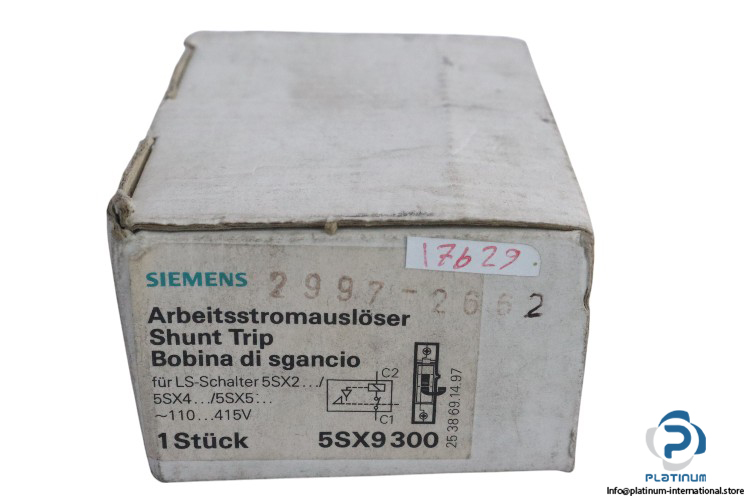 17629.
SIEMENS
2997-2662
Arbeitsstromauslöser
Shunt Trip
Bobina di sgancio
für LS-Schalter 5SX2.../
5SX4.../5SX5...
~110...415V
C2
C1
1 Stück 5SX9 300
25 38 69.14.97
PLATINUM
Info@platinum-international.store